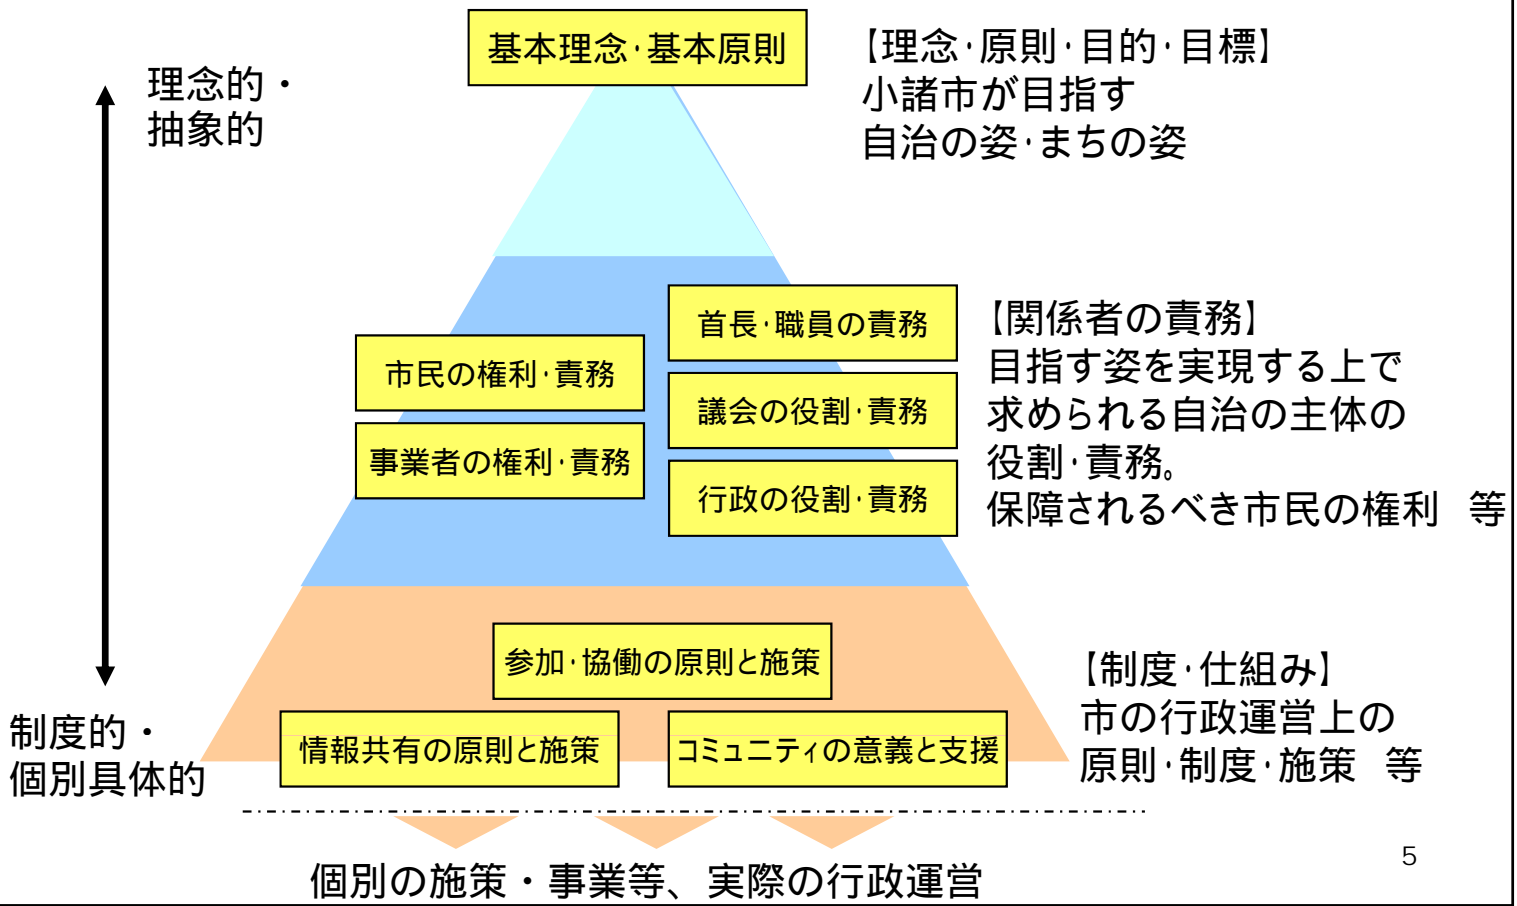 基本理念・基本原則
【理念・原則・目的・目標】
小諸市が目指す
自治の姿・まちの姿
理念的・
抽象的
首長・職員の責務
市民の権利・責務
議会の役割・責務
事業者の権利・責務
行政の役割・責務
【関係者の責務】
目指す姿を実現する上で
求められる自治の主体の
役割・責務。
保障されるべき市民の権利　等
参加・協働の原則と施策
情報共有の原則と施策
コミュニティの意義と支援
【制度・仕組み】
市の行政運営上の
原則・制度・施策　等
制度的・
個別具体的
個別の施策・事業等、実際の行政運営
5